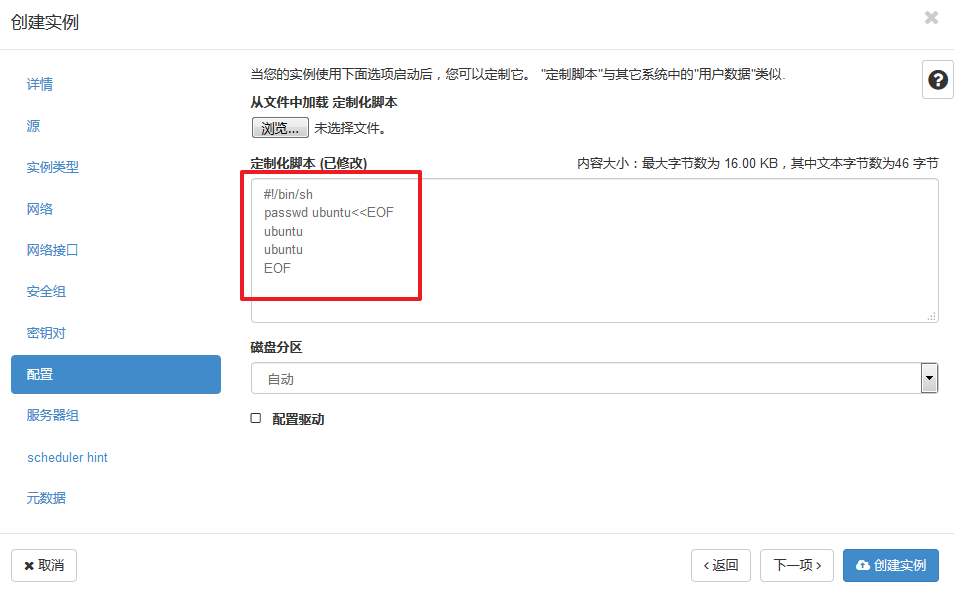 创建实例
详情
源
实例类型
网络
网络接口
安全组
密钥对
配置
服务器组
scheduler hint
元数据
当您的实例使用下面选项启动后，您可以定制它。 "定制脚本"与其它系统中的"用户数据"类似.
从文件中加载 定制化脚本
浏览... 未选择文件。
定制化脚本 (已修改) 内容大小：最大字节数为 16.00 KB，其中文本字节数为46 字节
#!/bin/sh
passwd ubuntu<<EOF
ubuntu
ubuntu
EOF
磁盘分区
自动
配置驱动
取消
返回
下一项
创建实例